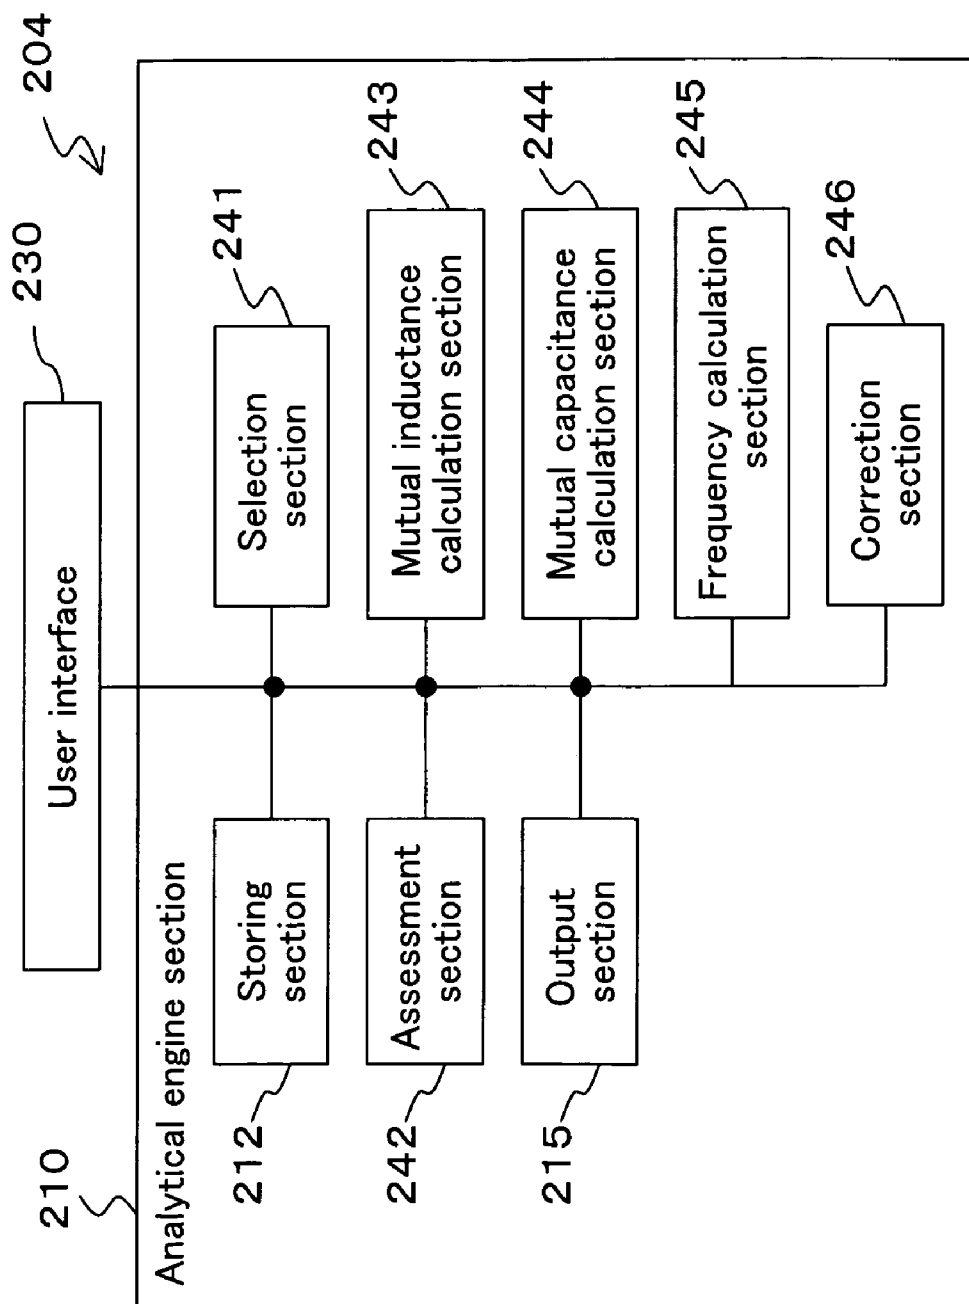 204
230
User interface
210
Analytical engine section
212
Storing
section
241
Selection
section
242
Assessment
section
243
Mutual inductance
calculation section
215
Output
section
244
Mutual capacitance
calculation section
245
Frequency calculation
section
246
Correction
section